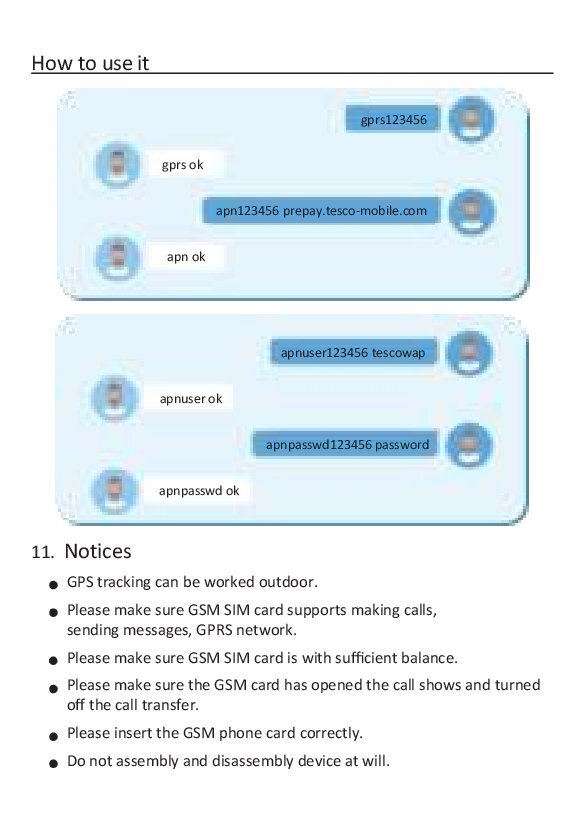 How to use it
gprs123456
gprs ok
apn123456 prepay.tesco-mobile.com
apn ok
apnuser123456 tescowap
apnuser ok
apnpasswd123456 password
apnpasswd ok
11. Notices
● GPS tracking can be worked outdoor.
● Please make sure GSM SIM card supports making calls,
sending messages, GPRS network.
● Please make sure GSM SIM card is with sufficient balance.
● Please make sure the GSM card has opened the call shows and turned
off the call transfer.
● Please insert the GSM phone card correctly.
● Do not assembly and disassembly device at will.